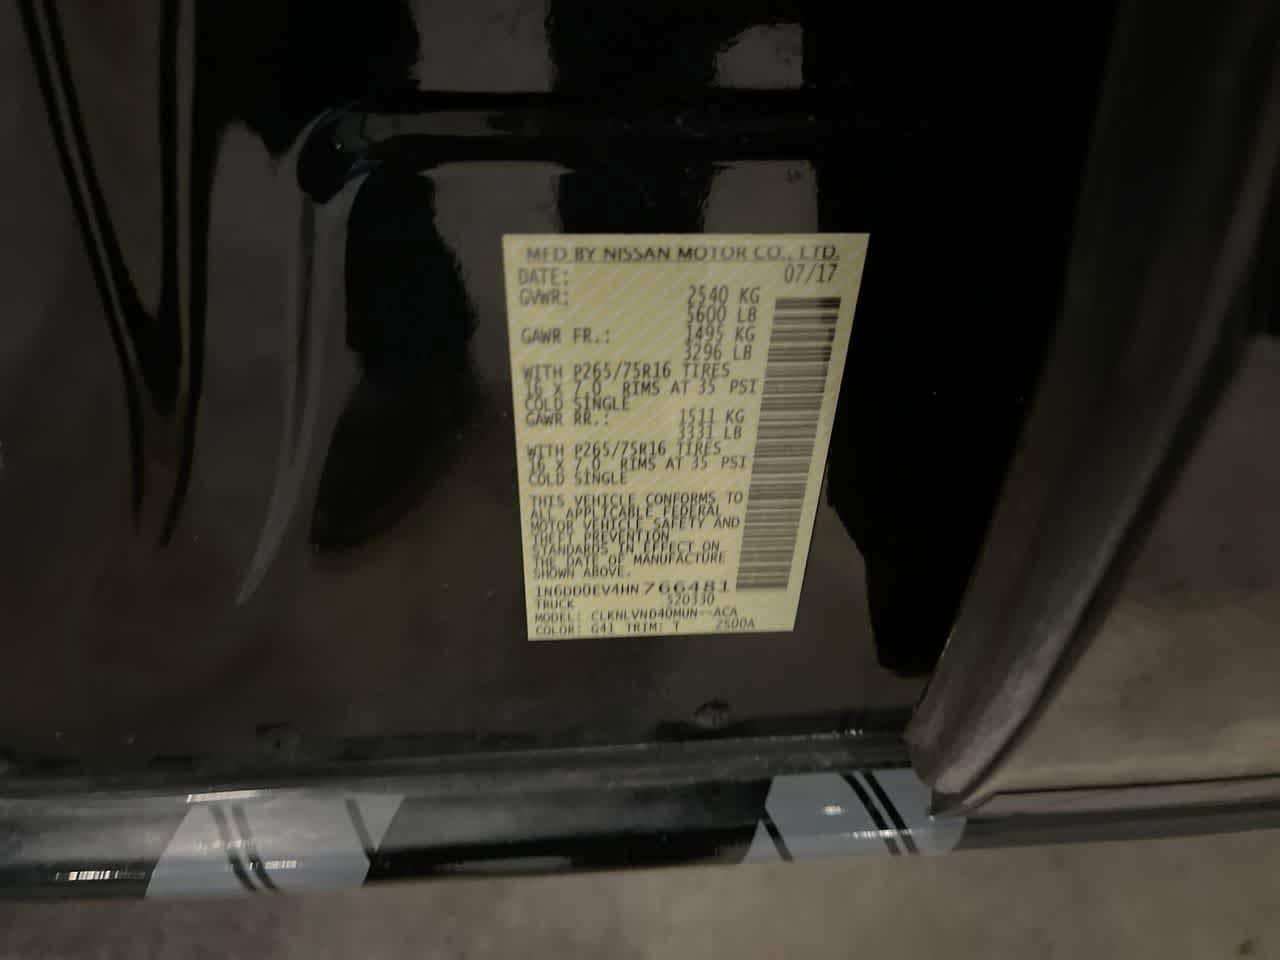 MFD BY NISSAN MOTOR CO., LTD.
DATE: 07/17
GVWR: 2540 KG
5600 LB
GAWR FR.: 1495 KG
3296 LB
WITH P265/75R16 TIRES
16 X 7.0 RIMS AT 35 PSI
COLD SINGLE
GAWR RR.: 1511 KG
3331 LB
WITH P265/75R16 TIRES
16 X 7.0 RIMS AT 35 PSI
COLD SINGLE
THIS VEHICLE CONFORMS TO
ALL APPLICABLE FEDERAL
MOTOR VEHICLE SAFETY AND
THEFT PREVENTION
STANDARDS IN EFFECT ON
THE DATE OF MANUFACTURE
SHOWN ABOVE.
1N6DD0EV4HN766481
TRUCK 520330
MODEL: CLKNLVND40MUN--ACA
COLOR: G41 TRIM: T 2500A